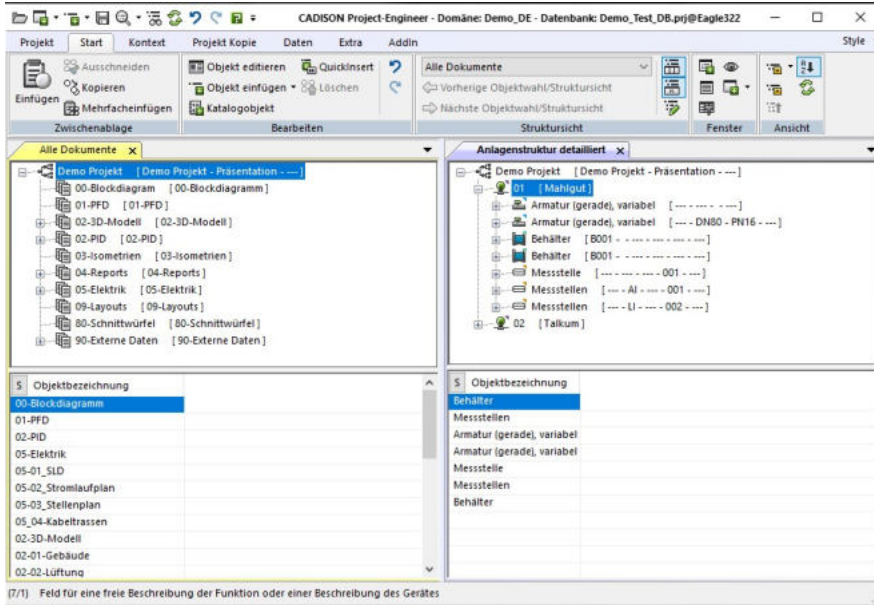 CADISON Project-Engineer - Domäne: Demo_DE - Datenbank: Demo_Test_DB.prj@Eagle322
Projekt Start Kontext Projekt Kopie Daten Extra AddIn Style
Einfügen
Ausschneiden
Kopieren
Mehrfacheinfügen
Zwischenablage
Objekt editieren QuickInsert
Objekt einfügen Löschen
Katalogobjekt
Bearbeiten
Alle Dokumente
Vorherige Objektwahl/Struktursicht
Nächste Objektwahl/Struktursicht
Struktursicht
Fenster
Ansicht
Alle Dokumente x
Demo Projekt [Demo Projekt - Präsentation - ---]
00-Blockdiagram [00-Blockdiagramm]
01-PFD [01-PFD]
02-3D-Modell [02-3D-Modell]
02-PID [02-PID]
03-Isometrien [03-Isometrien]
04-Reports [04-Reports]
05-Elektrik [05-Elektrik]
09-Layouts [09-Layouts]
80-Schnittwürfel [80-Schnittwürfel]
90-Externe Daten [90-Externe Daten]
S Objektbezeichnung
00-Blockdiagramm
01-PFD
02-PID
05-Elektrik
05-01_SLD
05-02_Stromlaufplan
05-03_Stellenplan
05_04-Kabeltrassen
02-3D-Modell
02-01-Gebäude
02-02-Lüftung
Anlagenstruktur detailliert x
Demo Projekt [Demo Projekt - Präsentation - ---]
01 [Mahlgut]
Armatur (gerade), variabel [--- - --- - - ---]
Armatur (gerade), variabel [--- - DN80 - PN16 - ---]
Behälter [B001 - - --- - --- - --- - ---]
Behälter [B001 - - --- - --- - --- - ---]
Messstelle [--- - --- - --- - 001 - ---]
Messstellen [--- - AI - --- - 001 - ---]
Messstellen [--- - LI - --- - 002 - ---]
02 [Talkum]
S Objektbezeichnung
Behälter
Messstellen
Armatur (gerade), variabel
Armatur (gerade), variabel
Messstelle
Messstellen
Behälter
(7/1) Feld für eine freie Beschreibung der Funktion oder einer Beschreibung des Gerätes